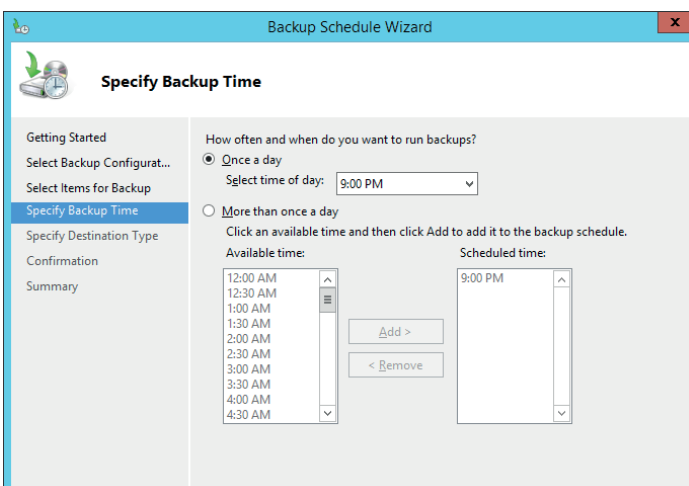 Backup Schedule Wizard
x
Specify Backup Time
Getting Started
Select Backup Configurat...
Select Items for Backup
Specify Backup Time
Specify Destination Type
Confirmation
Summary
How often and when do you want to run backups?
Once a day
Select time of day:
9:00 PM
More than once a day
Click an available time and then click Add to add it to the backup schedule.
Available time:
12:00 AM
12:30 AM
1:00 AM
1:30 AM
2:00 AM
2:30 AM
3:00 AM
3:30 AM
4:00 AM
4:30 AM
Add >
< Remove
Scheduled time:
9:00 PM